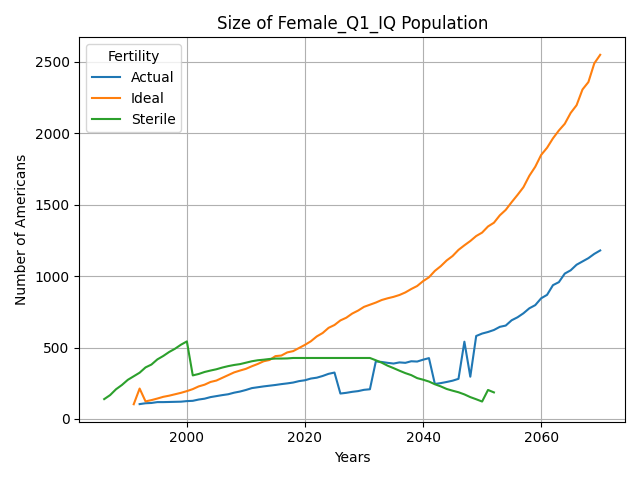 Size of Female_Q1_IQ Population
Fertility
Actual
Ideal
Sterile
Number of Americans
2500
2000
1500
1000
500
0
2000
2020
2040
2060
Years